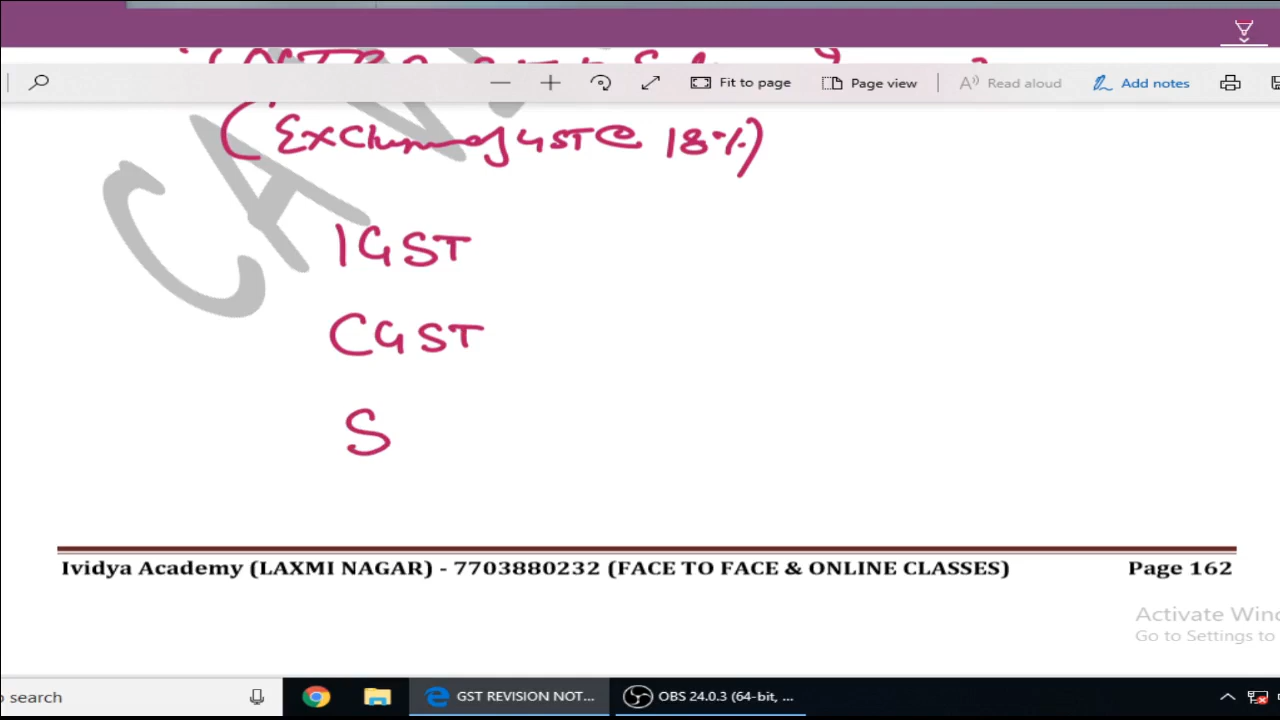 Fit to page
Page view
Read aloud
Add notes
(Exclusive of GST @ 18%)
IGST
CGST
S
Ividya Academy (LAXMI NAGAR) - 7703880232 (FACE TO FACE & ONLINE CLASSES) Page 162
Activate Wind
Go to Settings to
search
GST REVISION NOT...
OBS 24.0.3 (64-bit, ...